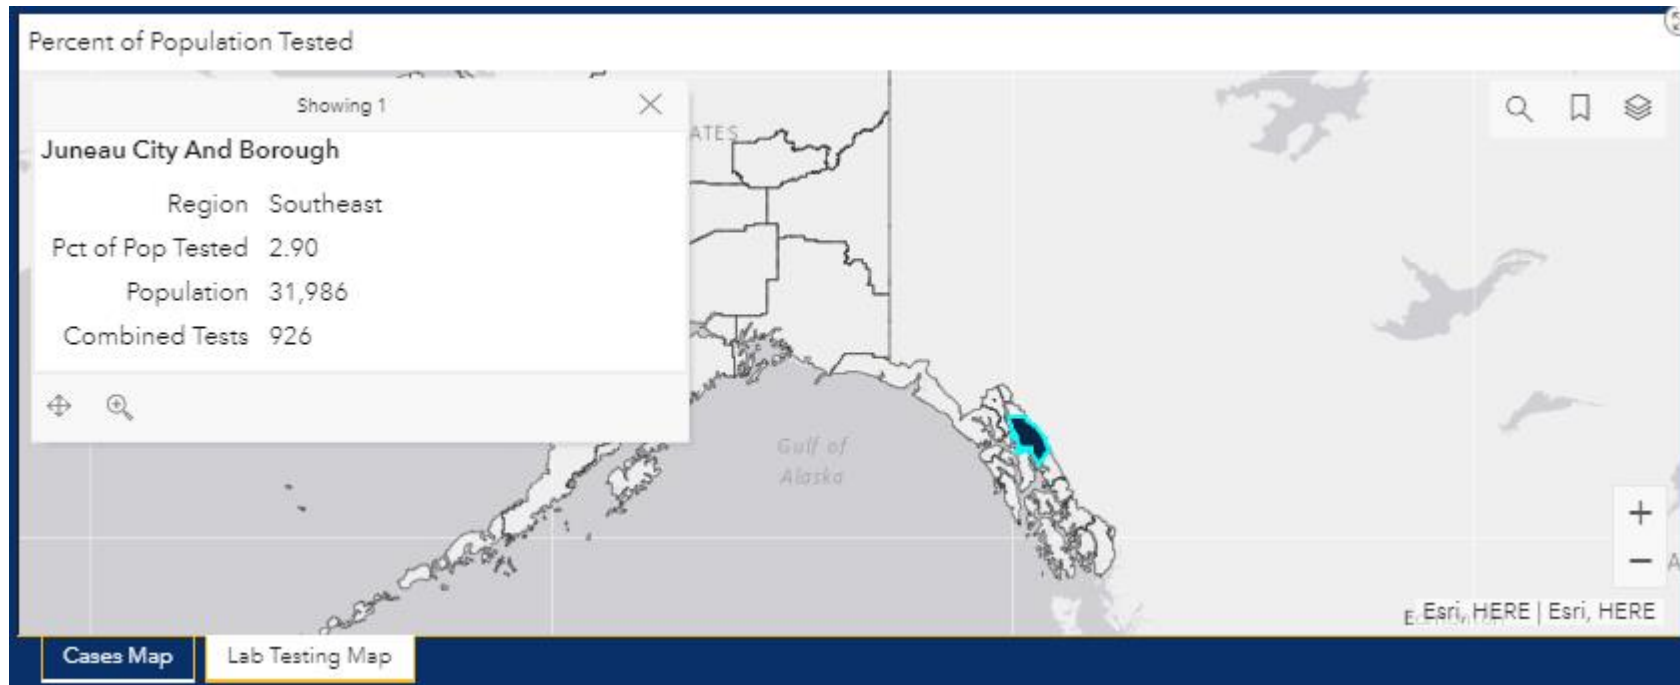 Percent of Population Tested
Showing 1
Juneau City And Borough
Region Southeast
Pct of Pop Tested 2.90
Population 31,986
Combined Tests 926
ATES
Gulf of
Alaska
+
−
A
Esri, HERE | Esri, HERE
Cases Map
Lab Testing Map